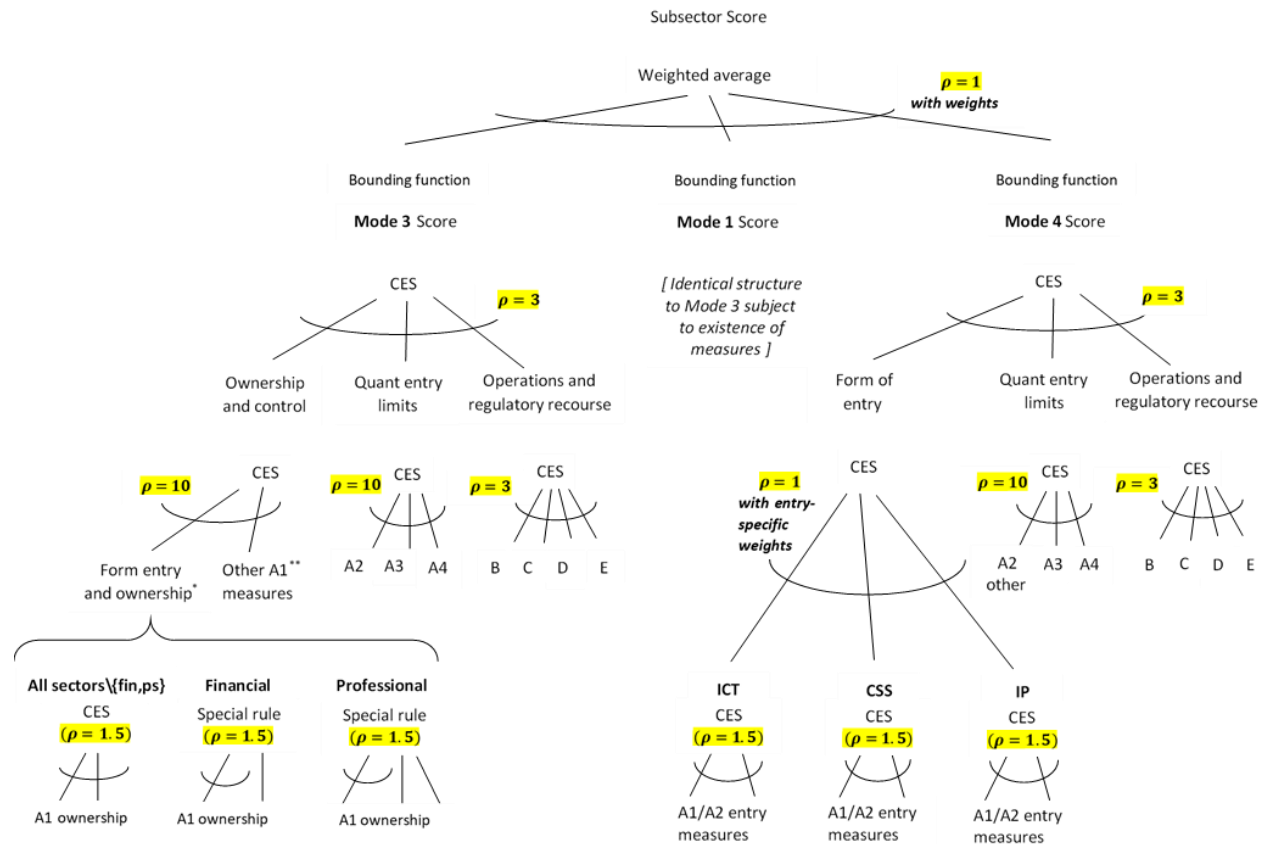 Subsector Score
Weighted average
ρ = 1
with weights
Bounding function
Bounding function
Bounding function
Mode 3 Score
Mode 1 Score
Mode 4 Score
CES
ρ = 3
[ Identical structure
to Mode 3 subject
to existence of
measures ]
CES
ρ = 3
Ownership
and control
Quant entry
limits
Operations and
regulatory recourse
Form of
entry
Quant entry
limits
Operations and
regulatory recourse
ρ = 10
CES
ρ = 10
CES
ρ = 3
CES
ρ = 1
with entry-
specific
weights
CES
ρ = 10
CES
ρ = 3
CES
Form entry
and ownership*
Other A1**
measures
A2 A3 A4
B C D E
A2
other
A3 A4
B C D E
All sectors\{fin,ps}
CES
(ρ = 1.5)
A1 ownership
Financial
Special rule
(ρ = 1.5)
A1 ownership
Professional
Special rule
(ρ = 1.5)
A1 ownership
ICT
CES
(ρ = 1.5)
A1/A2 entry
measures
CSS
CES
(ρ = 1.5)
A1/A2 entry
measures
IP
CES
(ρ = 1.5)
A1/A2 entry
measures